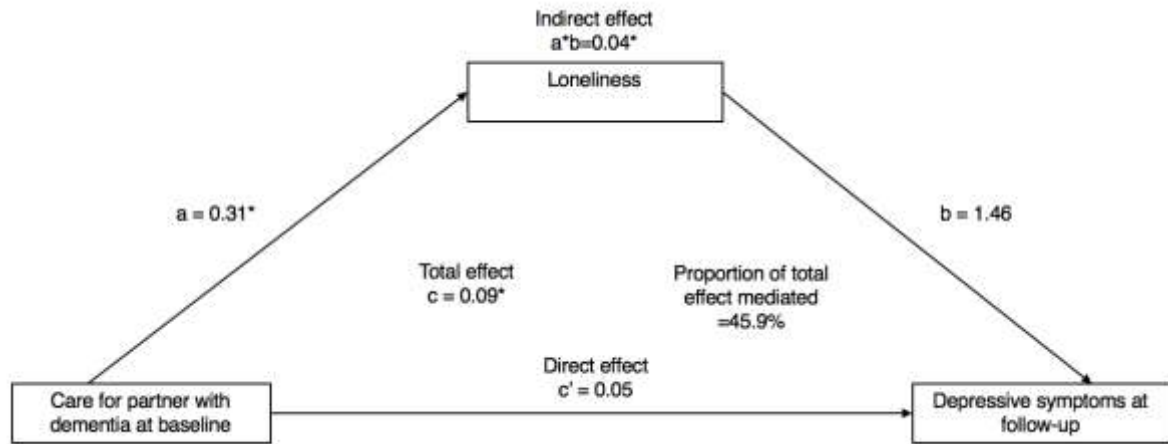 Indirect effect
a*b=0.04*
Loneliness
a = 0.31*
b = 1.46
Total effect
c = 0.09*
Proportion of total
effect mediated
=45.9%
Direct effect
c' = 0.05
Care for partner with
dementia at baseline
Depressive symptoms at
follow-up